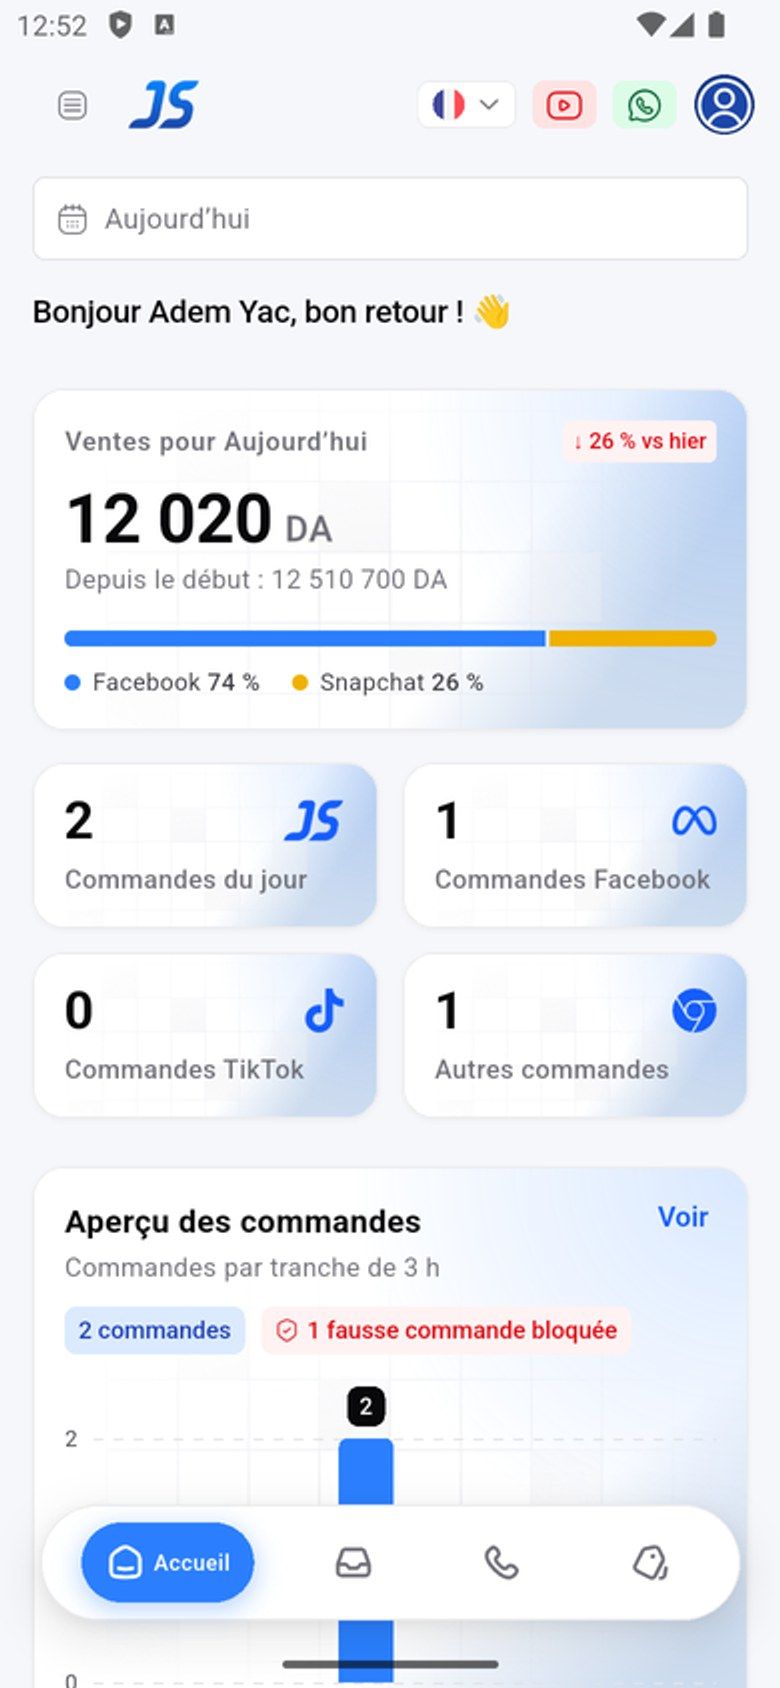 12:52
JS
Aujourd’hui
Bonjour Adem Yac, bon retour ! 👋
Ventes pour Aujourd’hui
↓ 26 % vs hier
12 020 DA
Depuis le début : 12 510 700 DA
Facebook 74 % Snapchat 26 %
2
JS
Commandes du jour
1
Commandes Facebook
0
Commandes TikTok
1
Autres commandes
Aperçu des commandes
Voir
Commandes par tranche de 3 h
2 commandes
1 fausse commande bloquée
2
2
Accueil
0